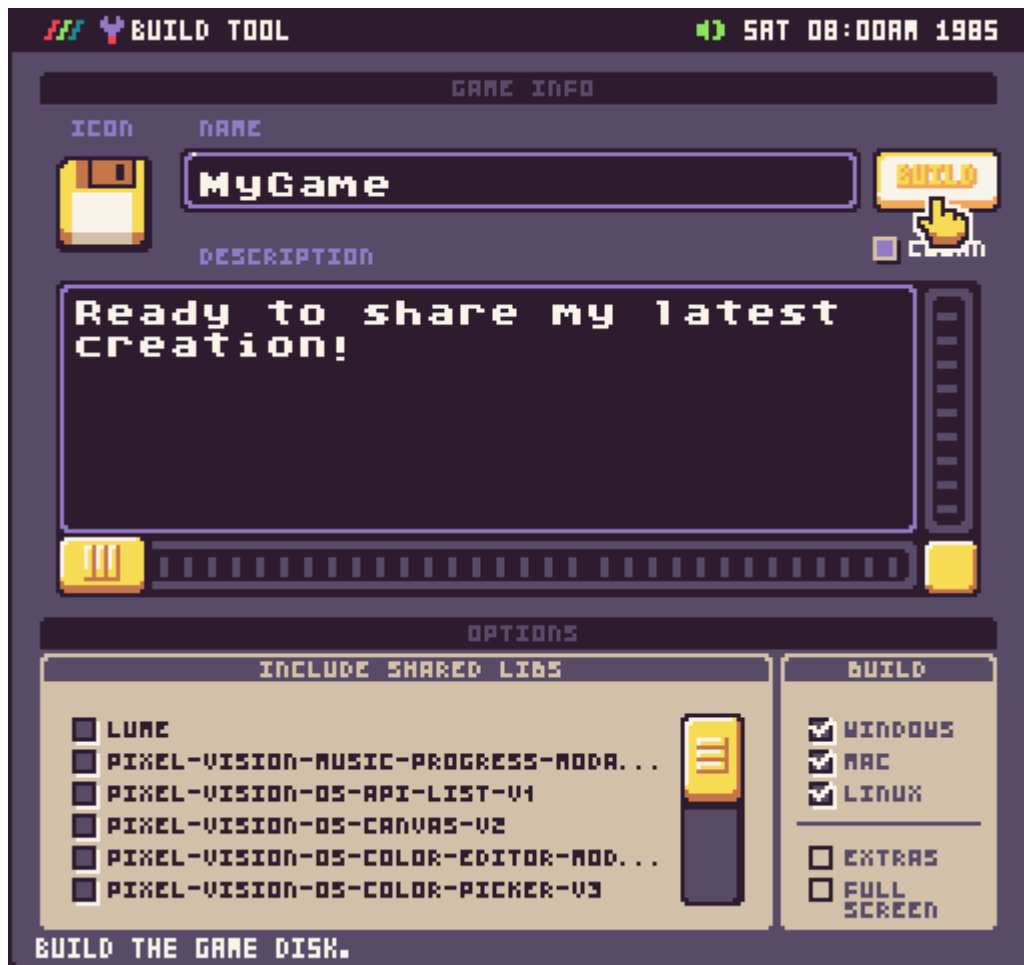 BUILD TOOL
SAT 08:00AM 1985
GAME INFO
ICON
NAME
MyGame
BUILD
DESCRIPTION
Ready to share my latest
creation!
OPTIONS
INCLUDE SHARED LIBS
LUME
PIXEL-VISION-MUSIC-PROGRESS-MODA...
PIXEL-VISION-OS-API-LIST-V1
PIXEL-VISION-OS-CANVAS-V2
PIXEL-VISION-OS-COLOR-EDITOR-MOD...
PIXEL-VISION-OS-COLOR-PICKER-V3
BUILD
WINDOWS
MAC
LINUX
EXTRAS
FULL
SCREEN
BUILD THE GAME DISK.